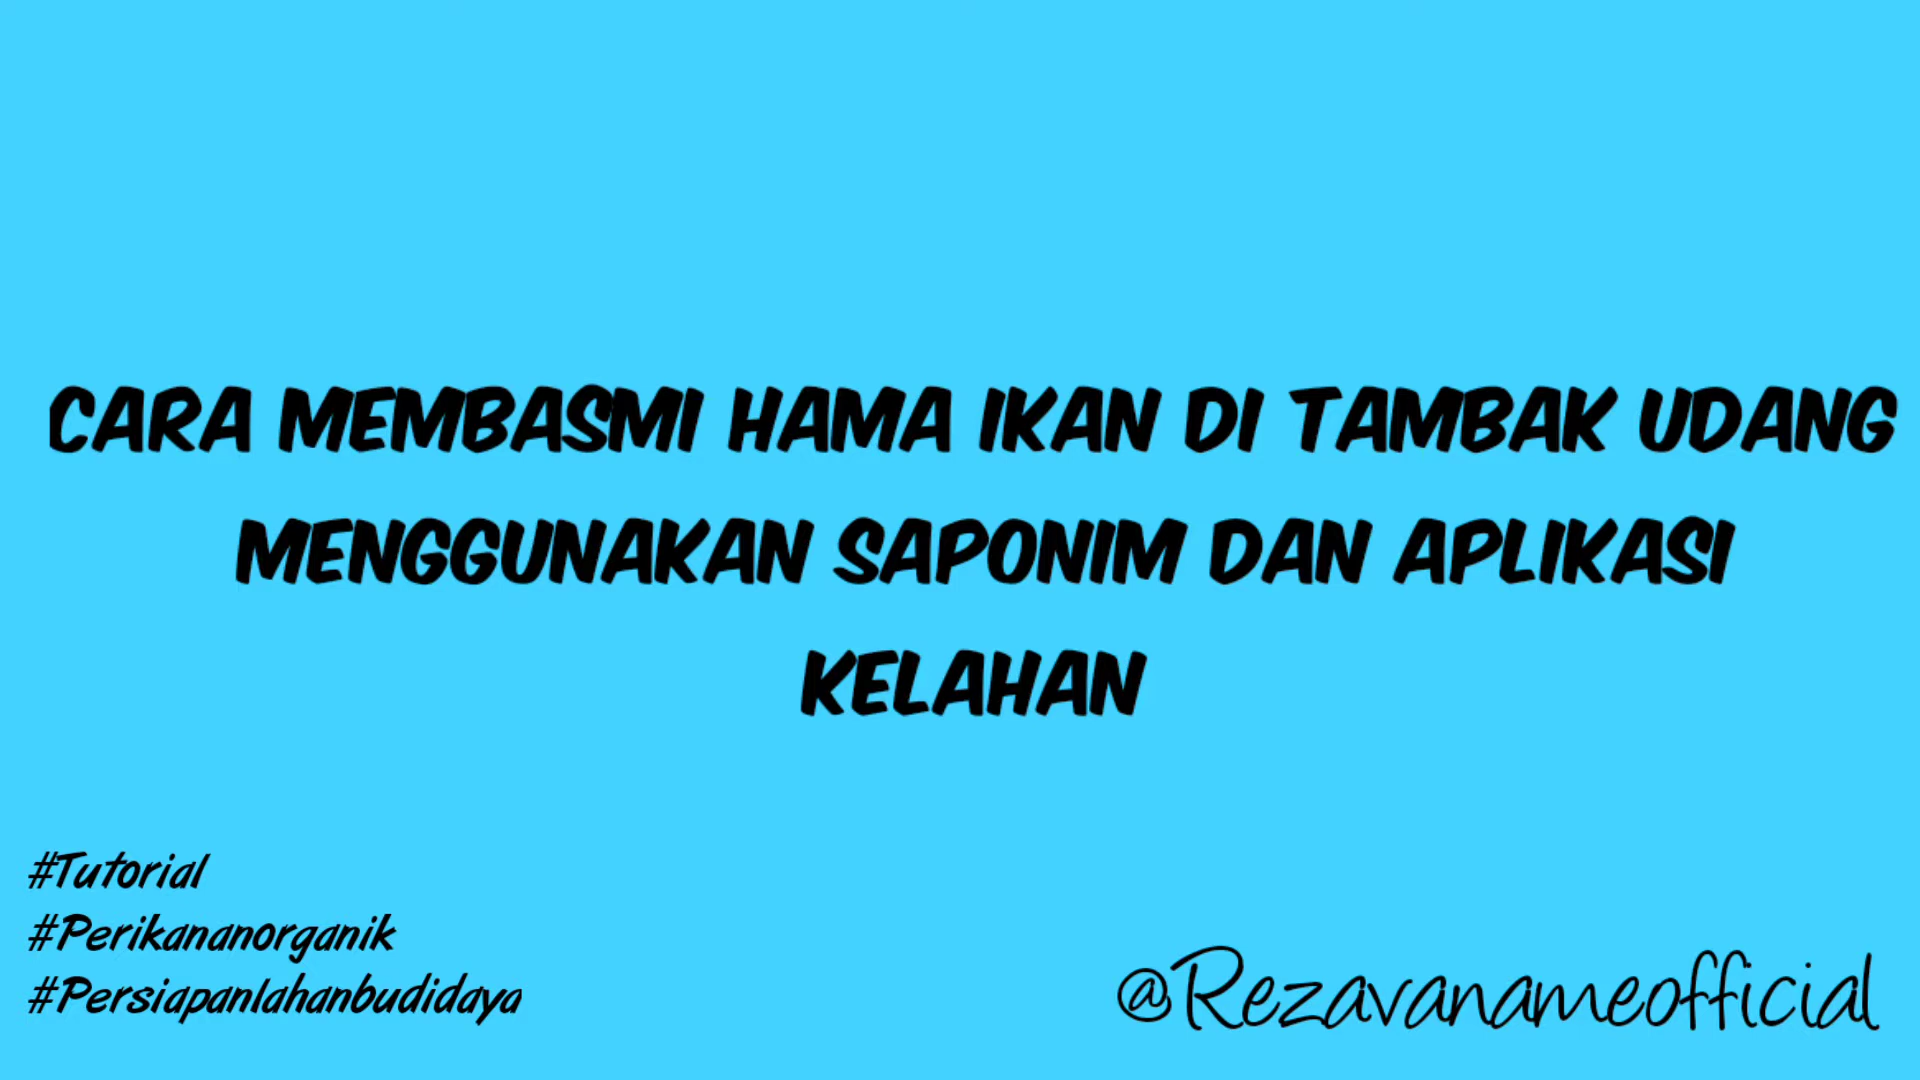 CARA MEMBASMI HAMA IKAN DI TAMBAK UDANG
MENGGUNAKAN SAPONIM DAN APLIKASI
KELAHAN
#Tutorial
#Perikananorganik
#Persiapanlahanbudidaya
@Rezavanameofficial